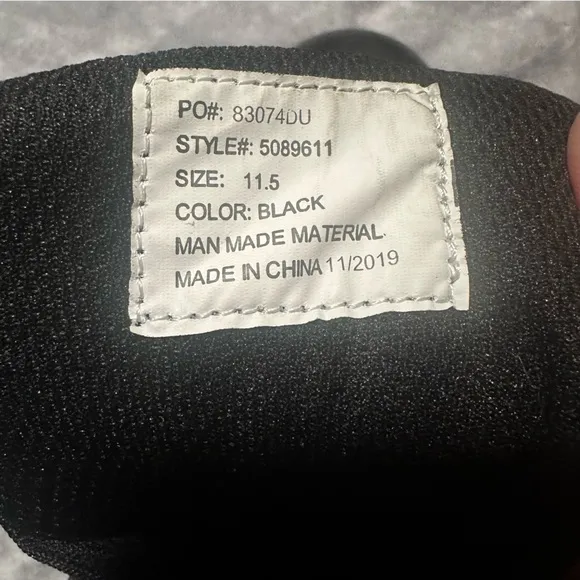 PO#: 83074DU
STYLE#: 5089611
SIZE: 11.5
COLOR: BLACK
MAN MADE MATERIAL
MADE IN CHINA 11/2019